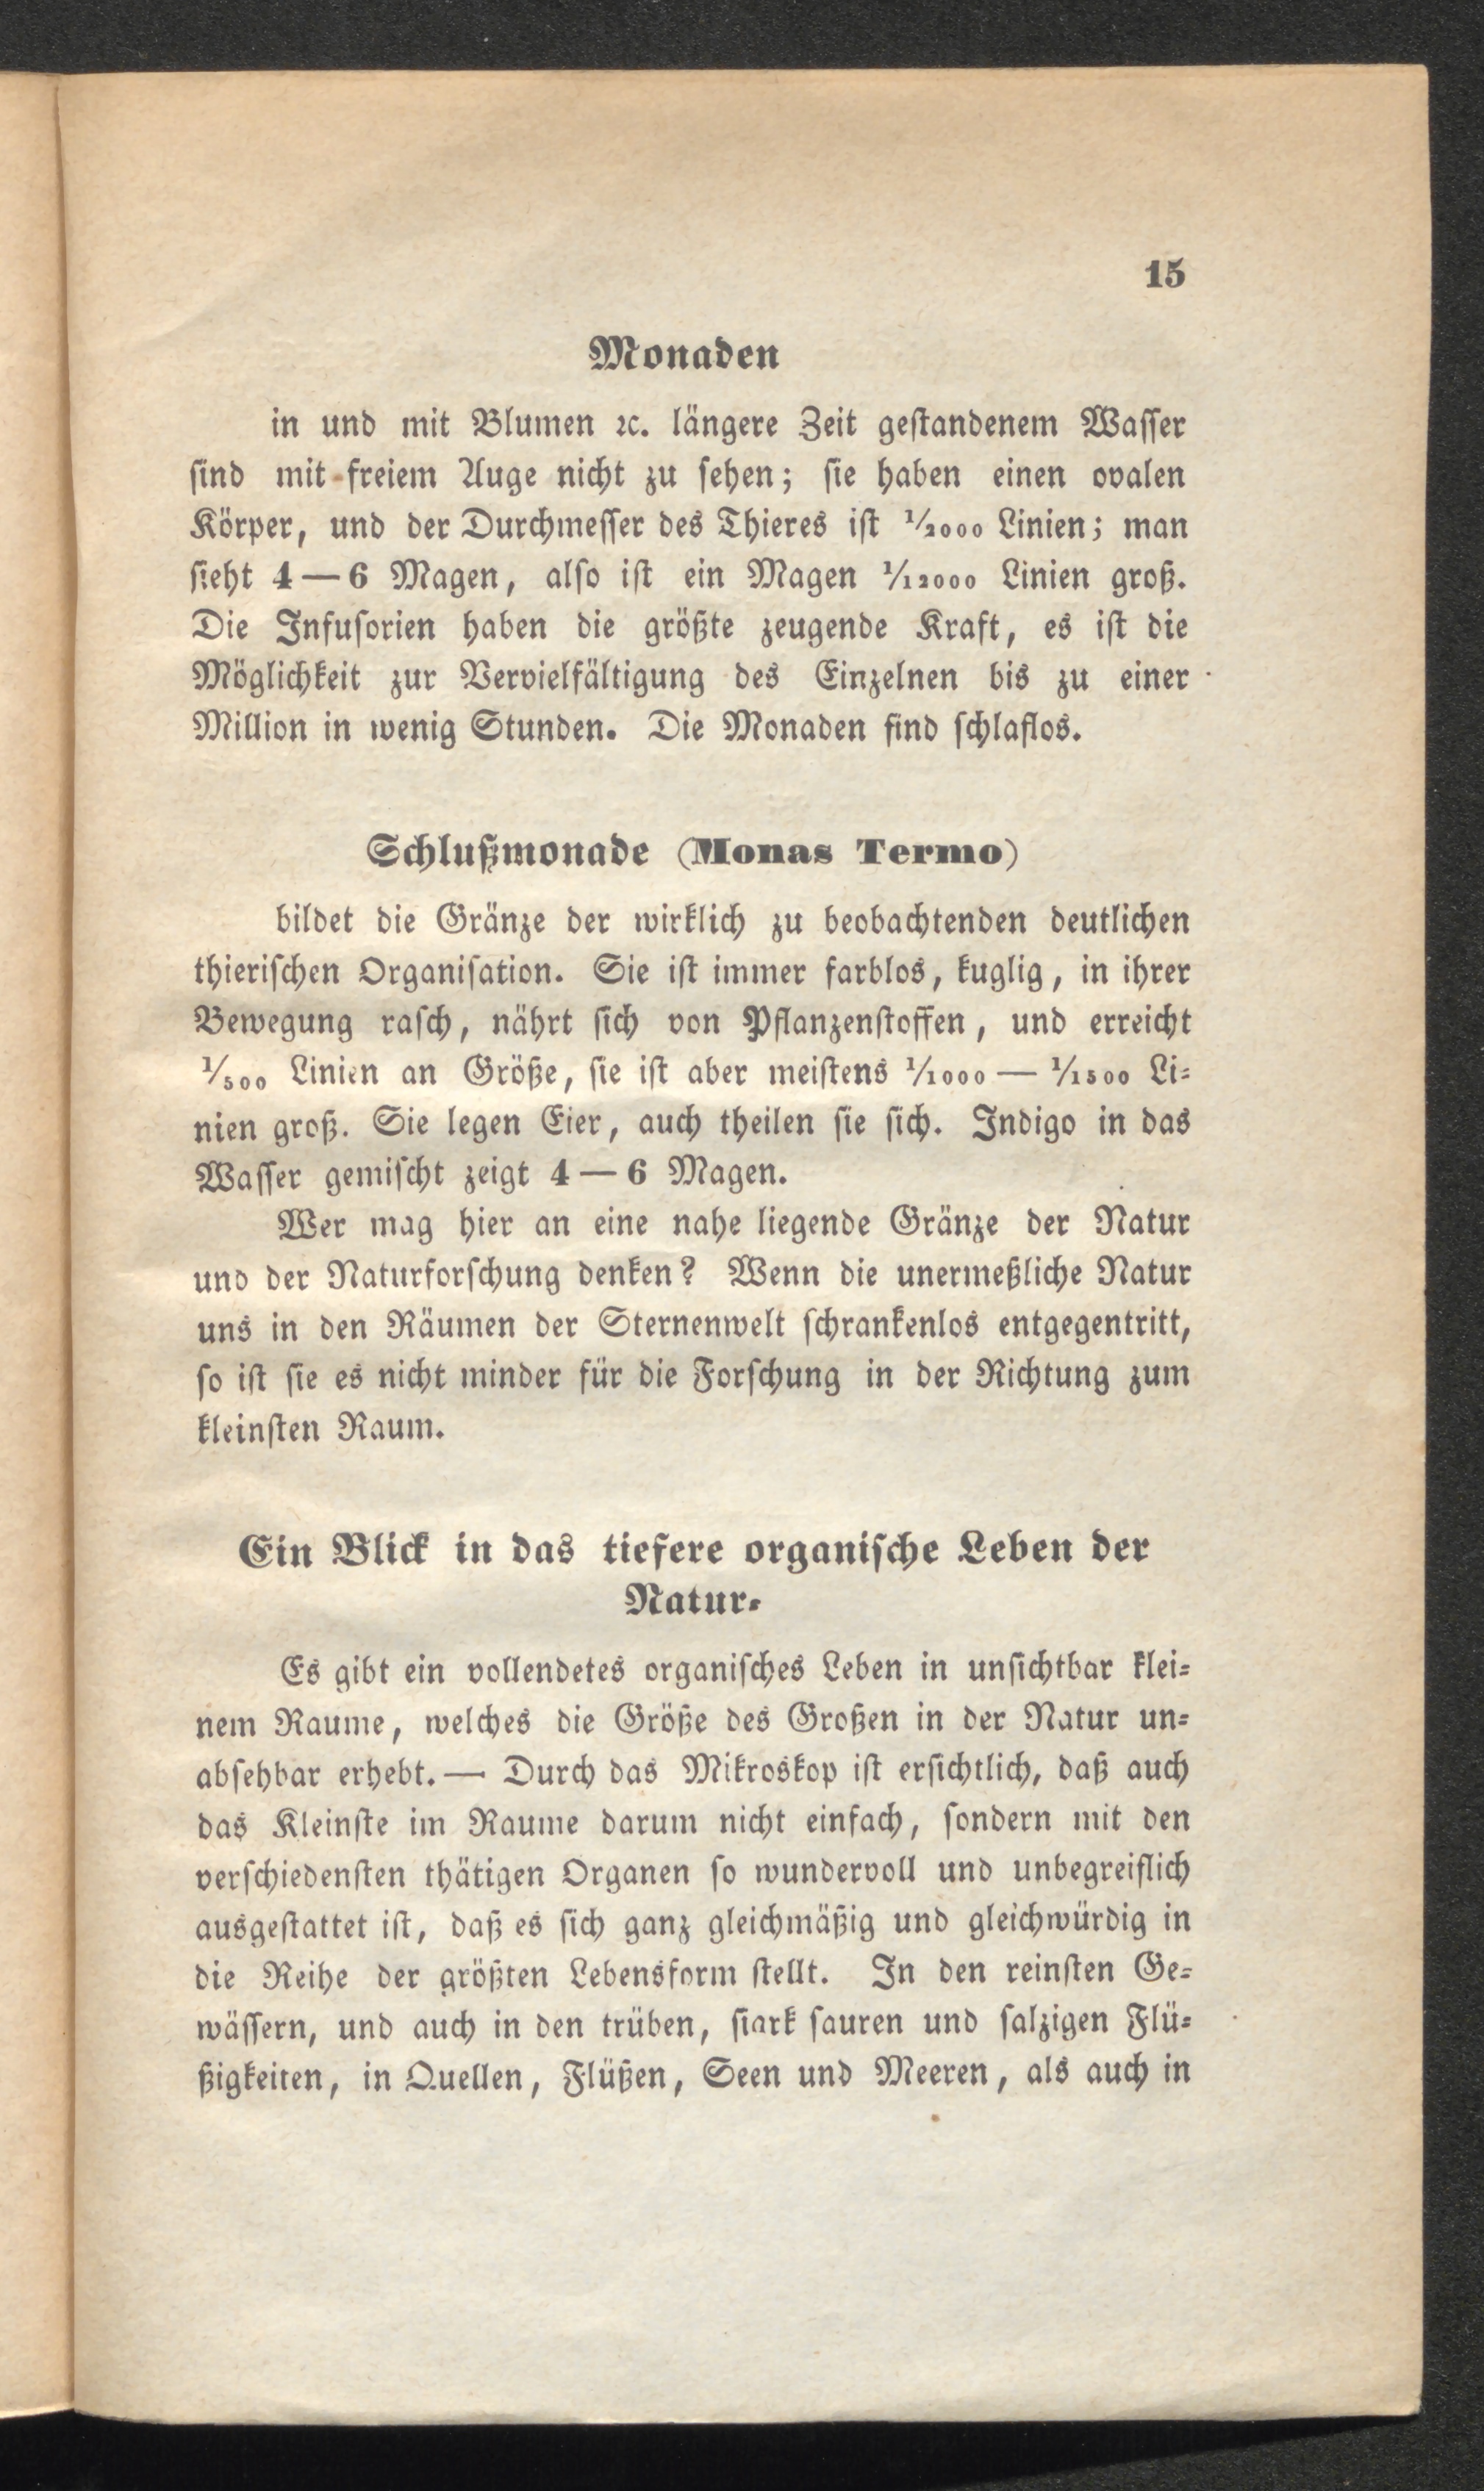 15
Monaden
in und mit Blumen ꝛc. längere Zeit gestandenem Wasser
sind mit freiem Auge nicht zu sehen; sie haben einen ovalen
Körper, und der Durchmesser des Thieres ist 1/2000 Linien; man
sieht 4 — 6 Magen, also ist ein Magen 1/12000 Linien groß.
Die Infusorien haben die größte zeugende Kraft, es ist die
Möglichkeit zur Vervielfältigung des Einzelnen bis zu einer
Million in wenig Stunden. Die Monaden sind schlaflos.
Schlußmonade (Monas Termo)
bildet die Gränze der wirklich zu beobachtenden deutlichen
thierischen Organisation. Sie ist immer farblos, kuglig, in ihrer
Bewegung rasch, nährt sich von Pflanzenstoffen, und erreicht
1/500 Linien an Größe, sie ist aber meistens 1/1000 — 1/1500 Li-
nien groß. Sie legen Eier, auch theilen sie sich. Indigo in das
Wasser gemischt zeigt 4 — 6 Magen.
Wer mag hier an eine nahe liegende Gränze der Natur
und der Naturforschung denken? Wenn die unermeßliche Natur
uns in den Räumen der Sternenwelt schrankenlos entgegentritt,
so ist sie es nicht minder für die Forschung in der Richtung zum
kleinsten Raum.
Ein Blick in das tiefere organische Leben der
Natur.
Es gibt ein vollendetes organisches Leben in unsichtbar klei-
nem Raume, welches die Größe des Großen in der Natur un-
absehbar erhebt. — Durch das Mikroskop ist ersichtlich, daß auch
das Kleinste im Raume darum nicht einfach, sondern mit den
verschiedensten thätigen Organen so wundervoll und unbegreiflich
ausgestattet ist, daß es sich ganz gleichmäßig und gleichwürdig in
die Reihe der größten Lebensform stellt. In den reinsten Ge-
wässern, und auch in den trüben, stark sauren und salzigen Flü-
ßigkeiten, in Quellen, Flüßen, Seen und Meeren, als auch in